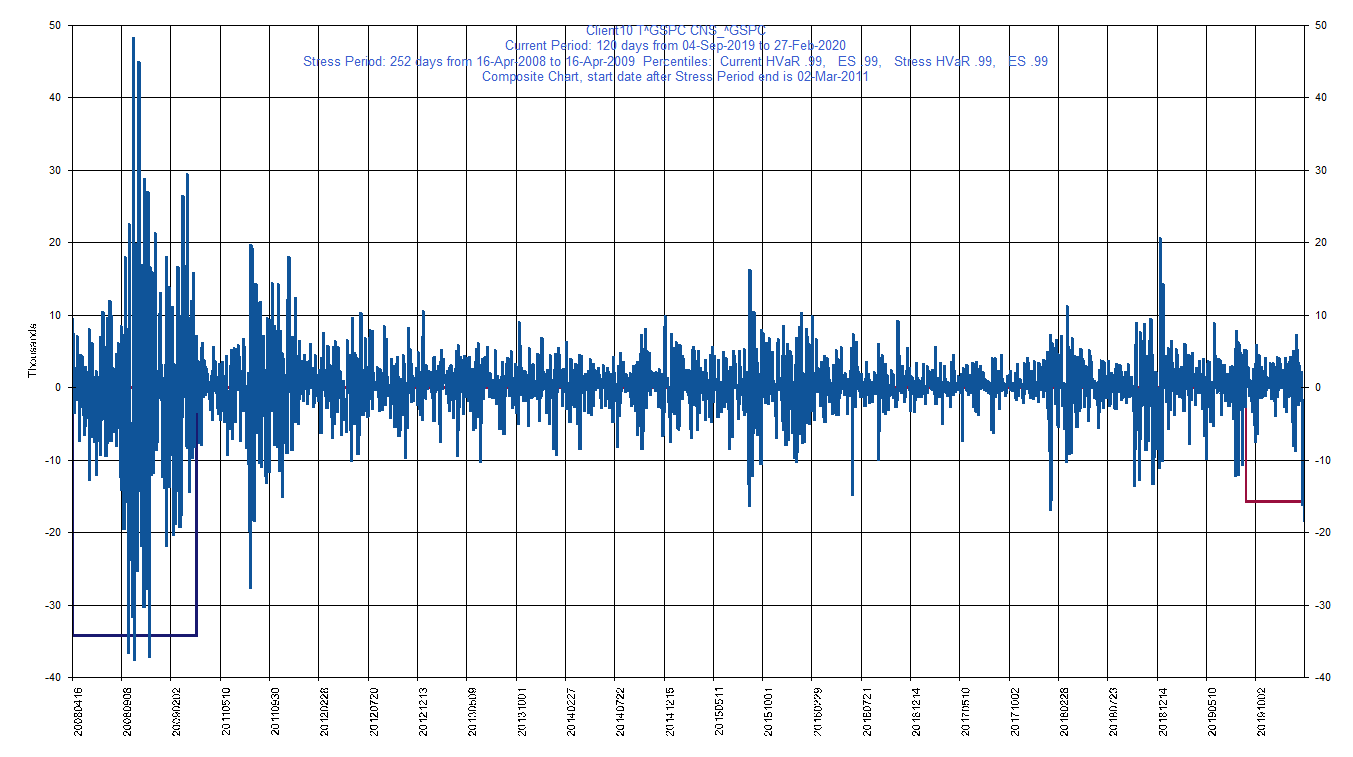 Client10 T^GSPC CNS_^GSPC
Current Period: 120 days from 04-Sep-2019 to 27-Feb-2020
Stress Period: 252 days from 16-Apr-2008 to 16-Apr-2009 Percentiles: Current HVaR .99, ES .99, Stress HVaR .99, ES .99
Composite Chart, start date after Stress Period end is 02-Mar-2011
50 50
40 40
30 30
20 20
10 10
Thousands
0 0
-10 -10
-20 -20
-30 -30
-40 -40
20080416 20080908 20090202 20110510 20110930 20120228 20120720 20121213 20130509 20131001 20140227 20140722 20141215 20150511 20151001 20160229 20160721 20161214 20170510 20171002 20180228 20180723 20181214 20190510 20191002